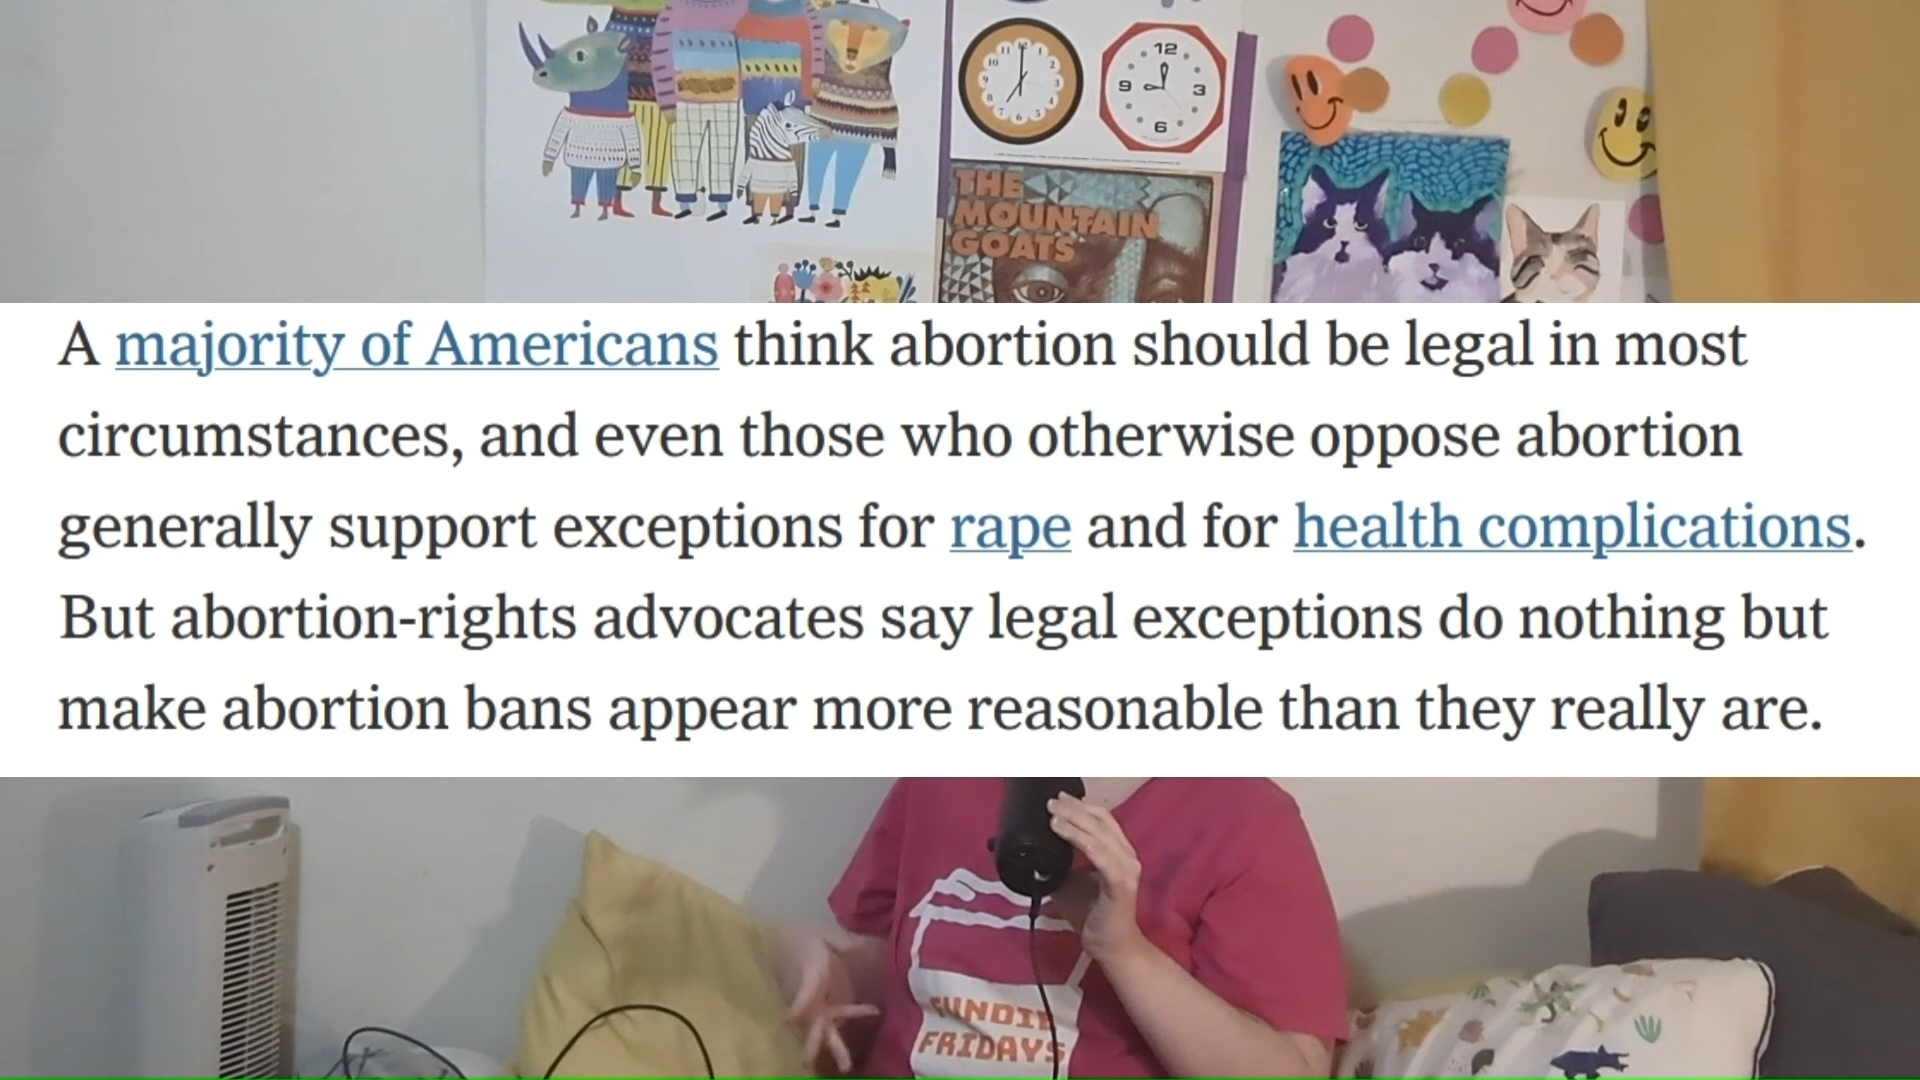 12
9
3
6
THE
MOUNTAIN
GOATS
A majority of Americans think abortion should be legal in most
circumstances, and even those who otherwise oppose abortion
generally support exceptions for rape and for health complications.
But abortion-rights advocates say legal exceptions do nothing but
make abortion bans appear more reasonable than they really are.
FUNDIE
FRIDAYS